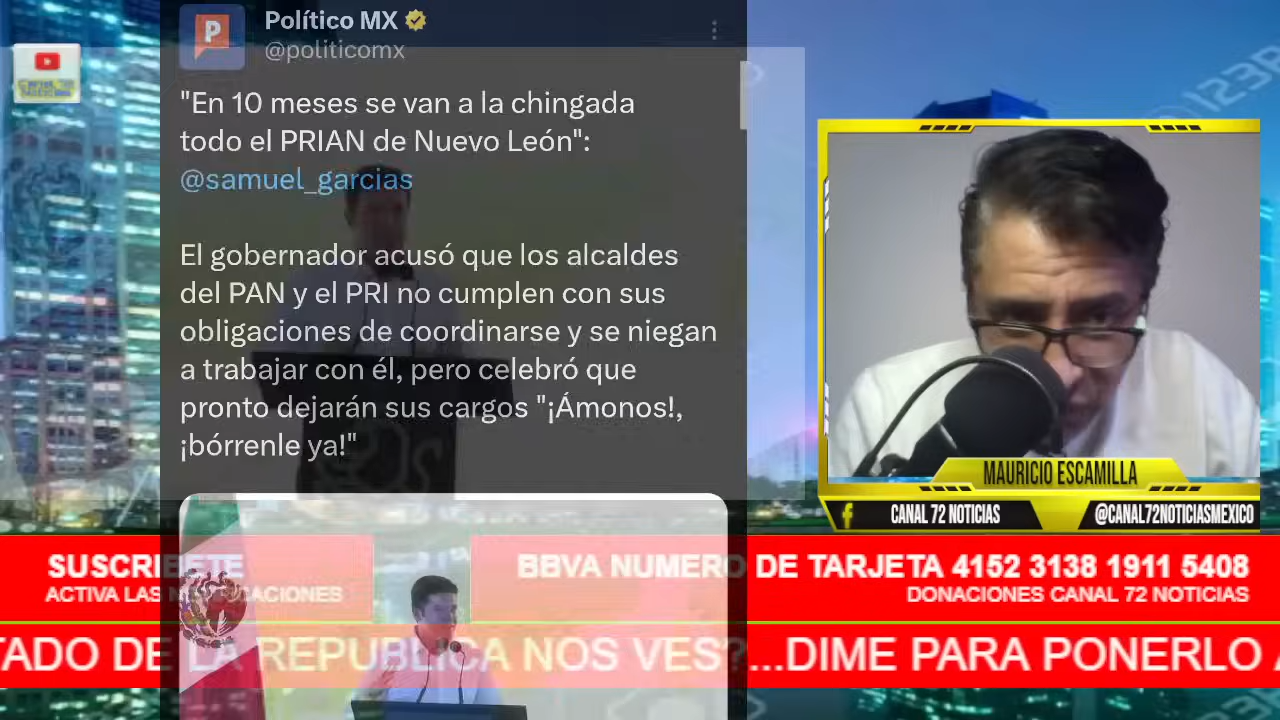 Político MX
@politicomx
"En 10 meses se van a la chingada
todo el PRIAN de Nuevo León":
@samuel_garcias
El gobernador acusó que los alcaldes
del PAN y el PRI no cumplen con sus
obligaciones de coordinarse y se niegan
a trabajar con él, pero celebró que
pronto dejarán sus cargos "¡Ámonos!,
¡bórrenle ya!"
MAURICIO ESCAMILLA
CANAL 72 NOTICIAS
@CANAL72NOTICIASMEXICO
SUSCRIBETE
BBVA NUMERO DE TARJETA 4152 3138 1911 5408
ACTIVA LAS NOTIFICACIONES
DONACIONES CANAL 72 NOTICIAS
TADO DE LA REPUBLICA NOS VES?...DIME PARA PONERLO A